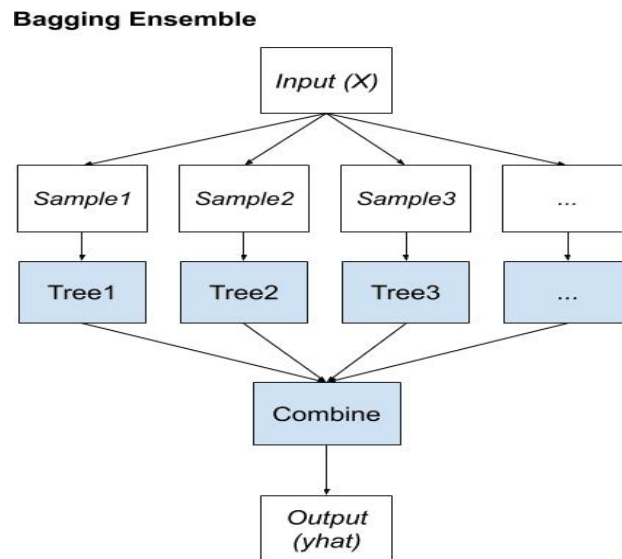 Bagging Ensemble
Input (X)
Sample1
Sample2
Sample3
...
Tree1
Tree2
Tree3
...
Combine
Output
(yhat)